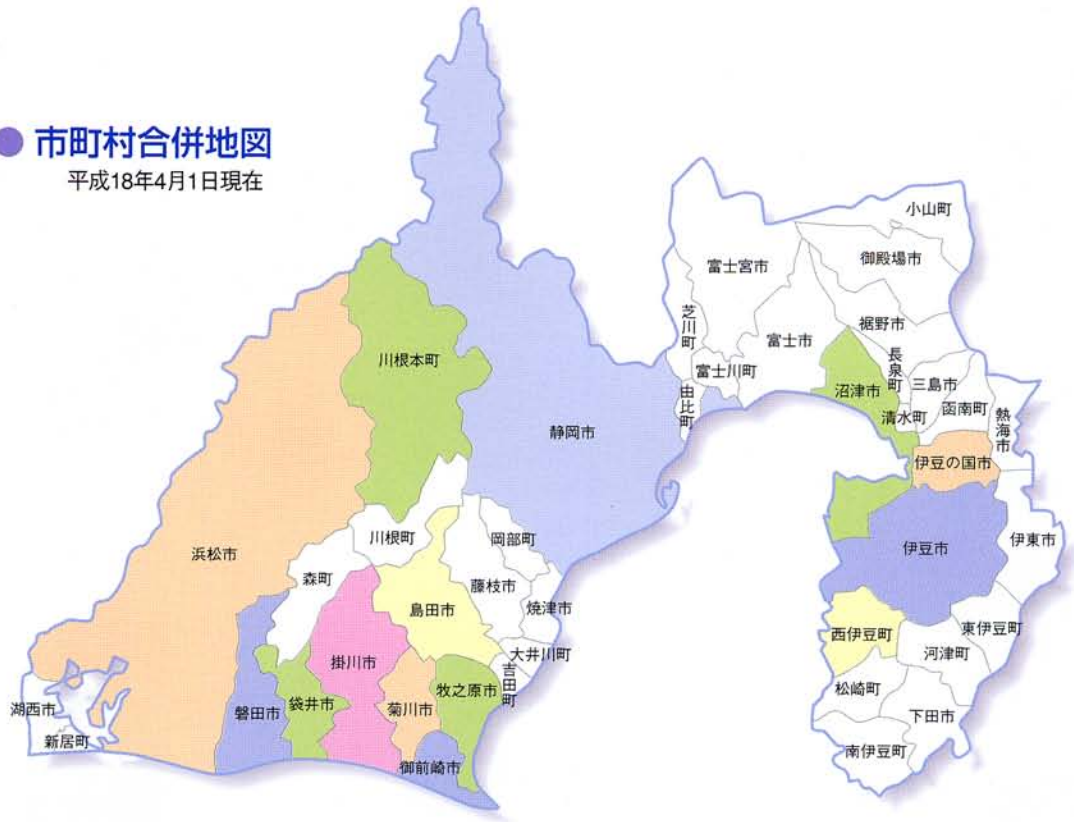 市町村合併地図
平成18年4月1日現在
小山町
御殿場市
富士宮市
裾野市
芝川町
富士市
長泉町
富士川町
川根本町
沼津市
三島市
由比町
清水町
函南町
熱海市
静岡市
伊豆の国市
川根町
岡部町
浜松市
伊豆市
伊東市
森町
藤枝市
島田市
焼津市
西伊豆町
東伊豆町
大井川町
河津町
掛川市
吉田町
牧之原市
松崎町
湖西市
磐田市
袋井市
菊川市
下田市
新居町
南伊豆町
御前崎市